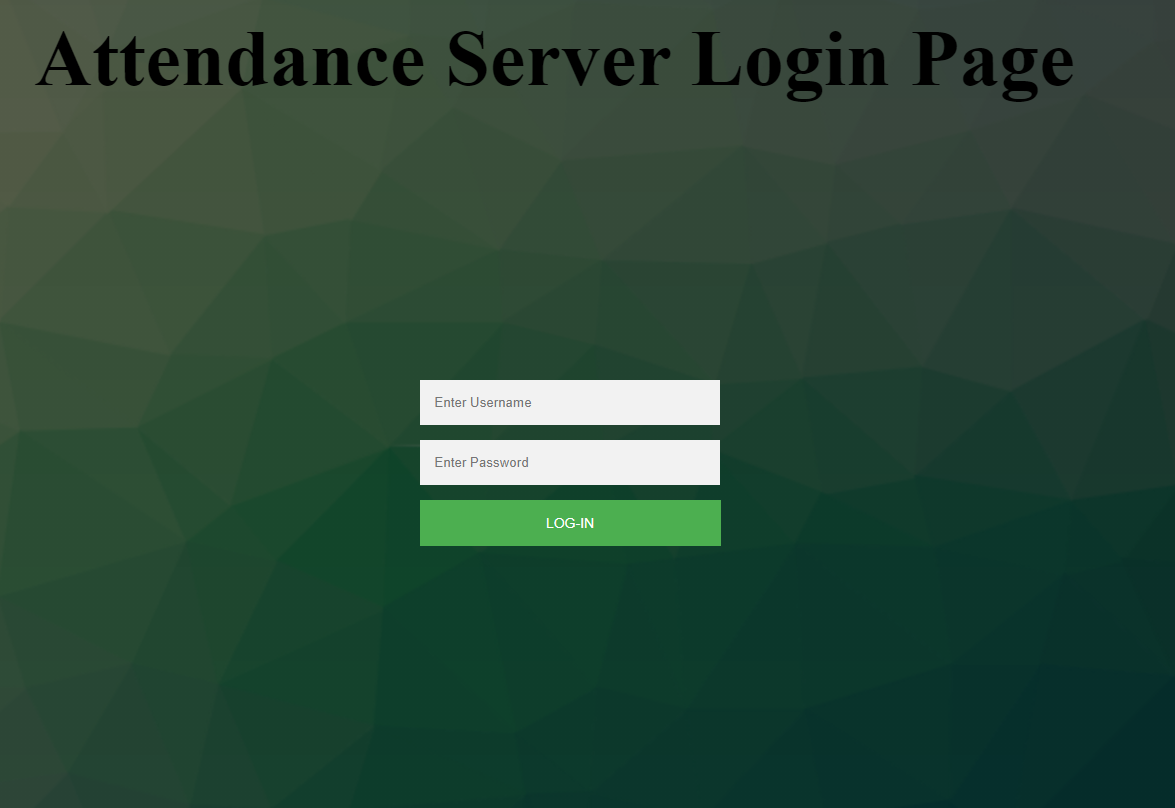 Attendance Server Login Page
Enter Username
Enter Password
LOG-IN